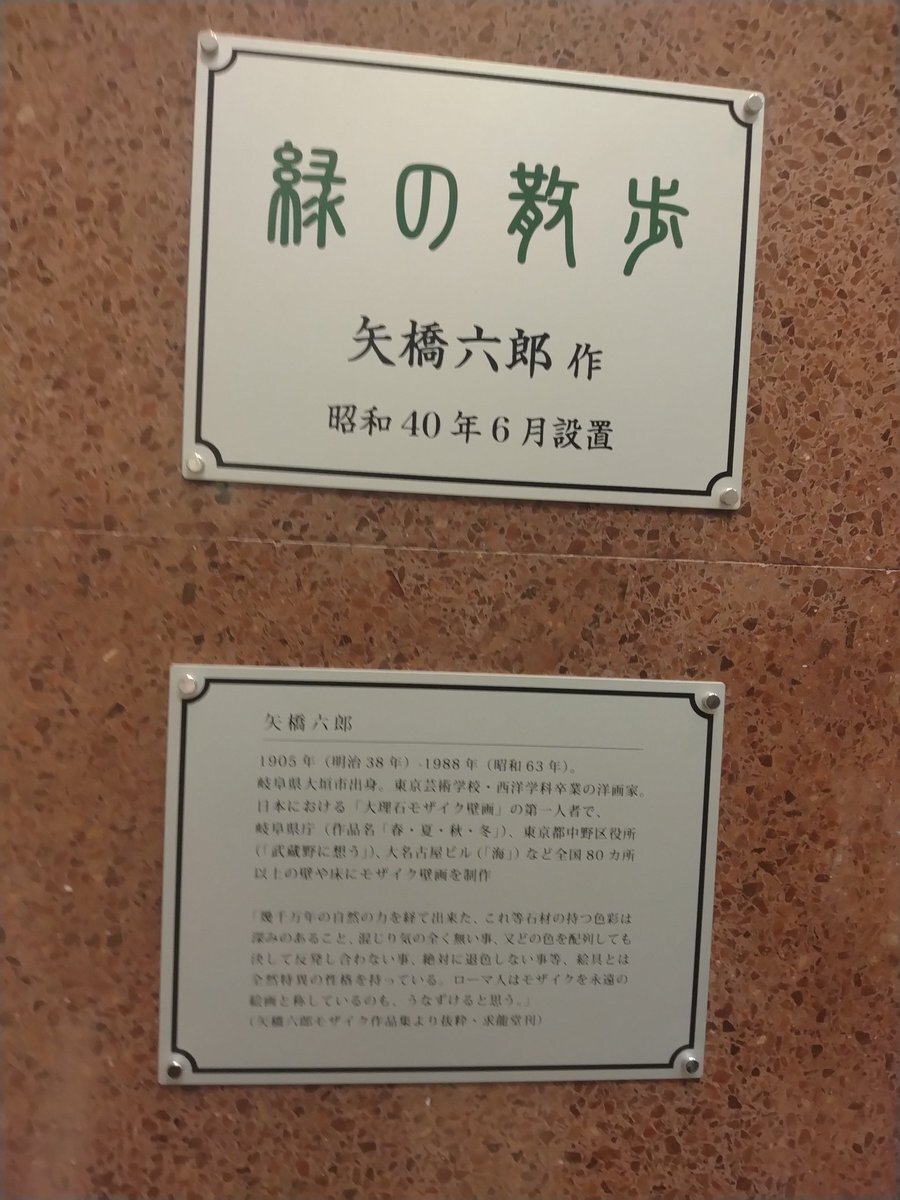 緑の散歩
矢橋六郎 作
昭和40年6月設置
矢橋六郎
1905年（明治38年）-1988年（昭和63年）。
岐阜県大垣市出身。東京芸術学校・西洋学科卒業の洋画家。
日本における「大理石モザイク壁画」の第一人者で、
岐阜県庁（作品名「春・夏・秋・冬」）、東京都中野区役所
（「武蔵野に想う」）、大名古屋ビル（「海」）など全国80カ所
以上の壁や床にモザイク壁画を制作
「幾千万年の自然の力を経て出来た、これ等石材の持つ色彩は
深みのあること、混じり気の全く無い事、又どの色を配列しても
決して反発し合わない事、絶対に退色しない事等、絵具とは
全然特異の性格を持っている。ローマ人はモザイクを永遠の
絵画と称しているのも、うなずけると思う。」
（矢橋六郎モザイク作品集より抜粋・求龍堂刊）